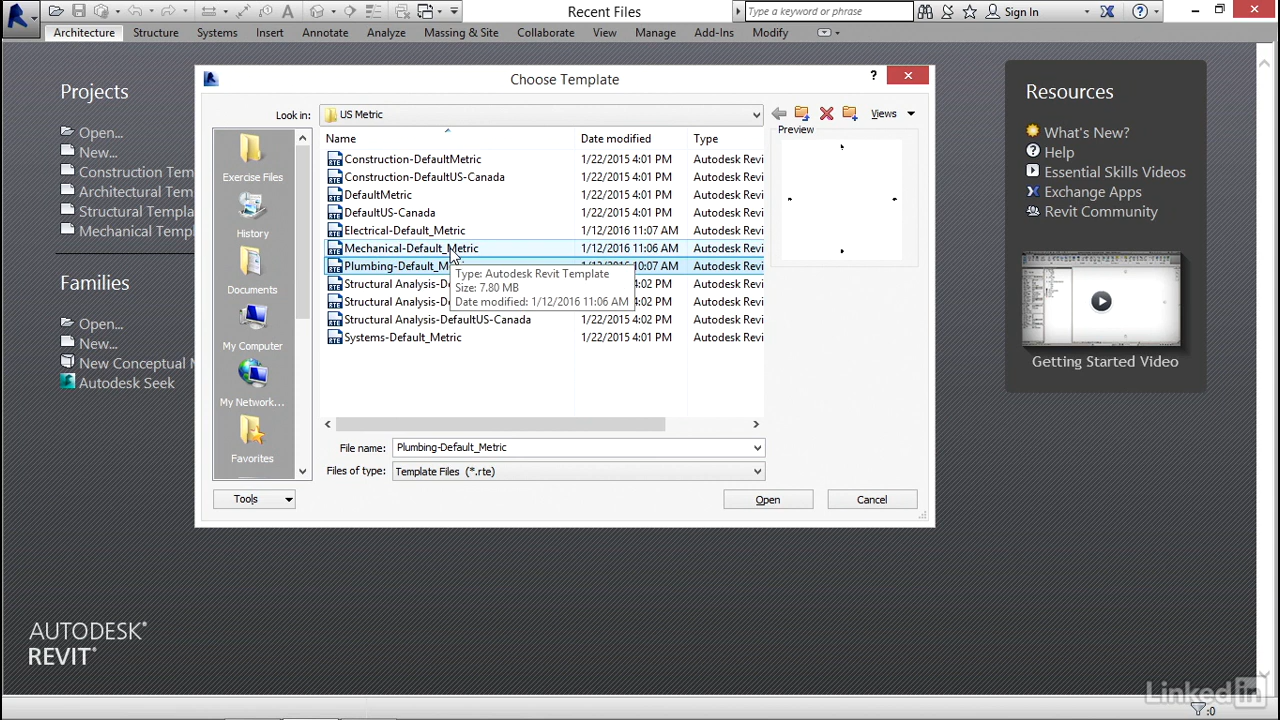 Recent Files
Type a keyword or phrase
Sign In
Architecture
Structure
Systems
Insert
Annotate
Analyze
Massing & Site
Collaborate
View
Manage
Add-Ins
Modify
Projects
Open...
New...
Construction Tem
Architectural Tem
Structural Templa
Mechanical Templ
Families
Open...
New...
New Conceptual M
Autodesk Seek
AUTODESK®
REVIT®
Choose Template
?
Look in:
US Metric
Views
Exercise Files
History
Documents
My Computer
My Network...
Favorites
Name Date modified Type
Construction-DefaultMetric 1/22/2015 4:01 PM Autodesk Revi
Construction-DefaultUS-Canada 1/22/2015 4:01 PM Autodesk Revi
DefaultMetric 1/22/2015 4:01 PM Autodesk Revi
DefaultUS-Canada 1/22/2015 4:01 PM Autodesk Revi
Electrical-Default_Metric 1/12/2016 11:07 AM Autodesk Revi
Mechanical-Default_Metric 1/12/2016 11:06 AM Autodesk Revi
Plumbing-Default_M 10:07 AM Autodesk Revi
Structural Analysis-D 4:02 PM Autodesk Revi
Structural Analysis-D 4:02 PM Autodesk Revi
Structural Analysis-DefaultUS-Canada 1/22/2015 4:02 PM Autodesk Revi
Systems-Default_Metric 1/22/2015 4:01 PM Autodesk Revi
Type: Autodesk Revit Template
Size: 7.80 MB
Date modified: 1/12/2016 11:06 AM
Preview
File name: Plumbing-Default_Metric
Files of type: Template Files (*.rte)
Tools
Open
Cancel
Resources
What's New?
Help
Essential Skills Videos
Exchange Apps
Revit Community
Getting Started Video
LinkedIn
:0